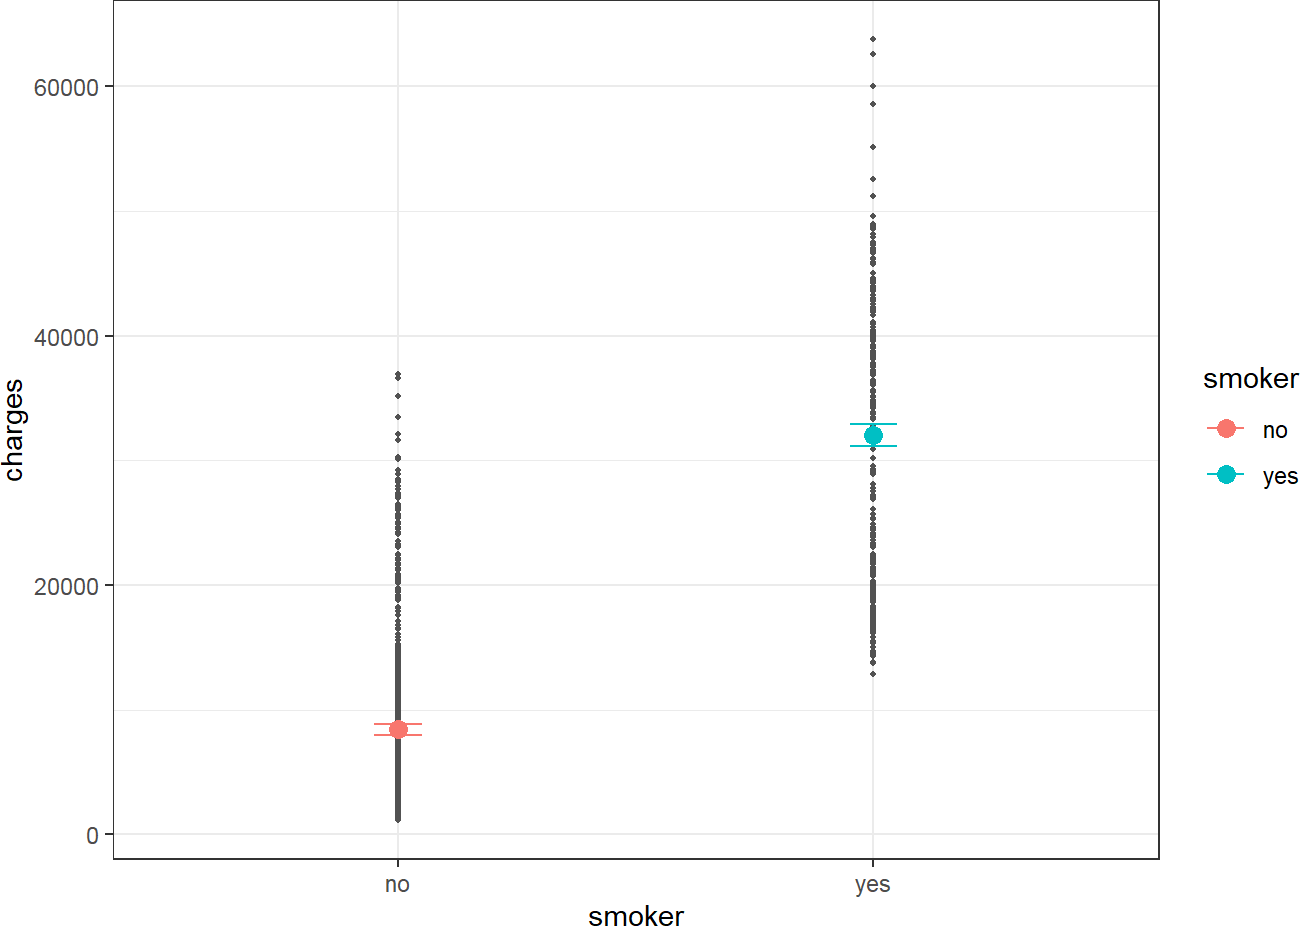 charges
60000
40000
20000
0
no
yes
smoker
smoker
no
yes